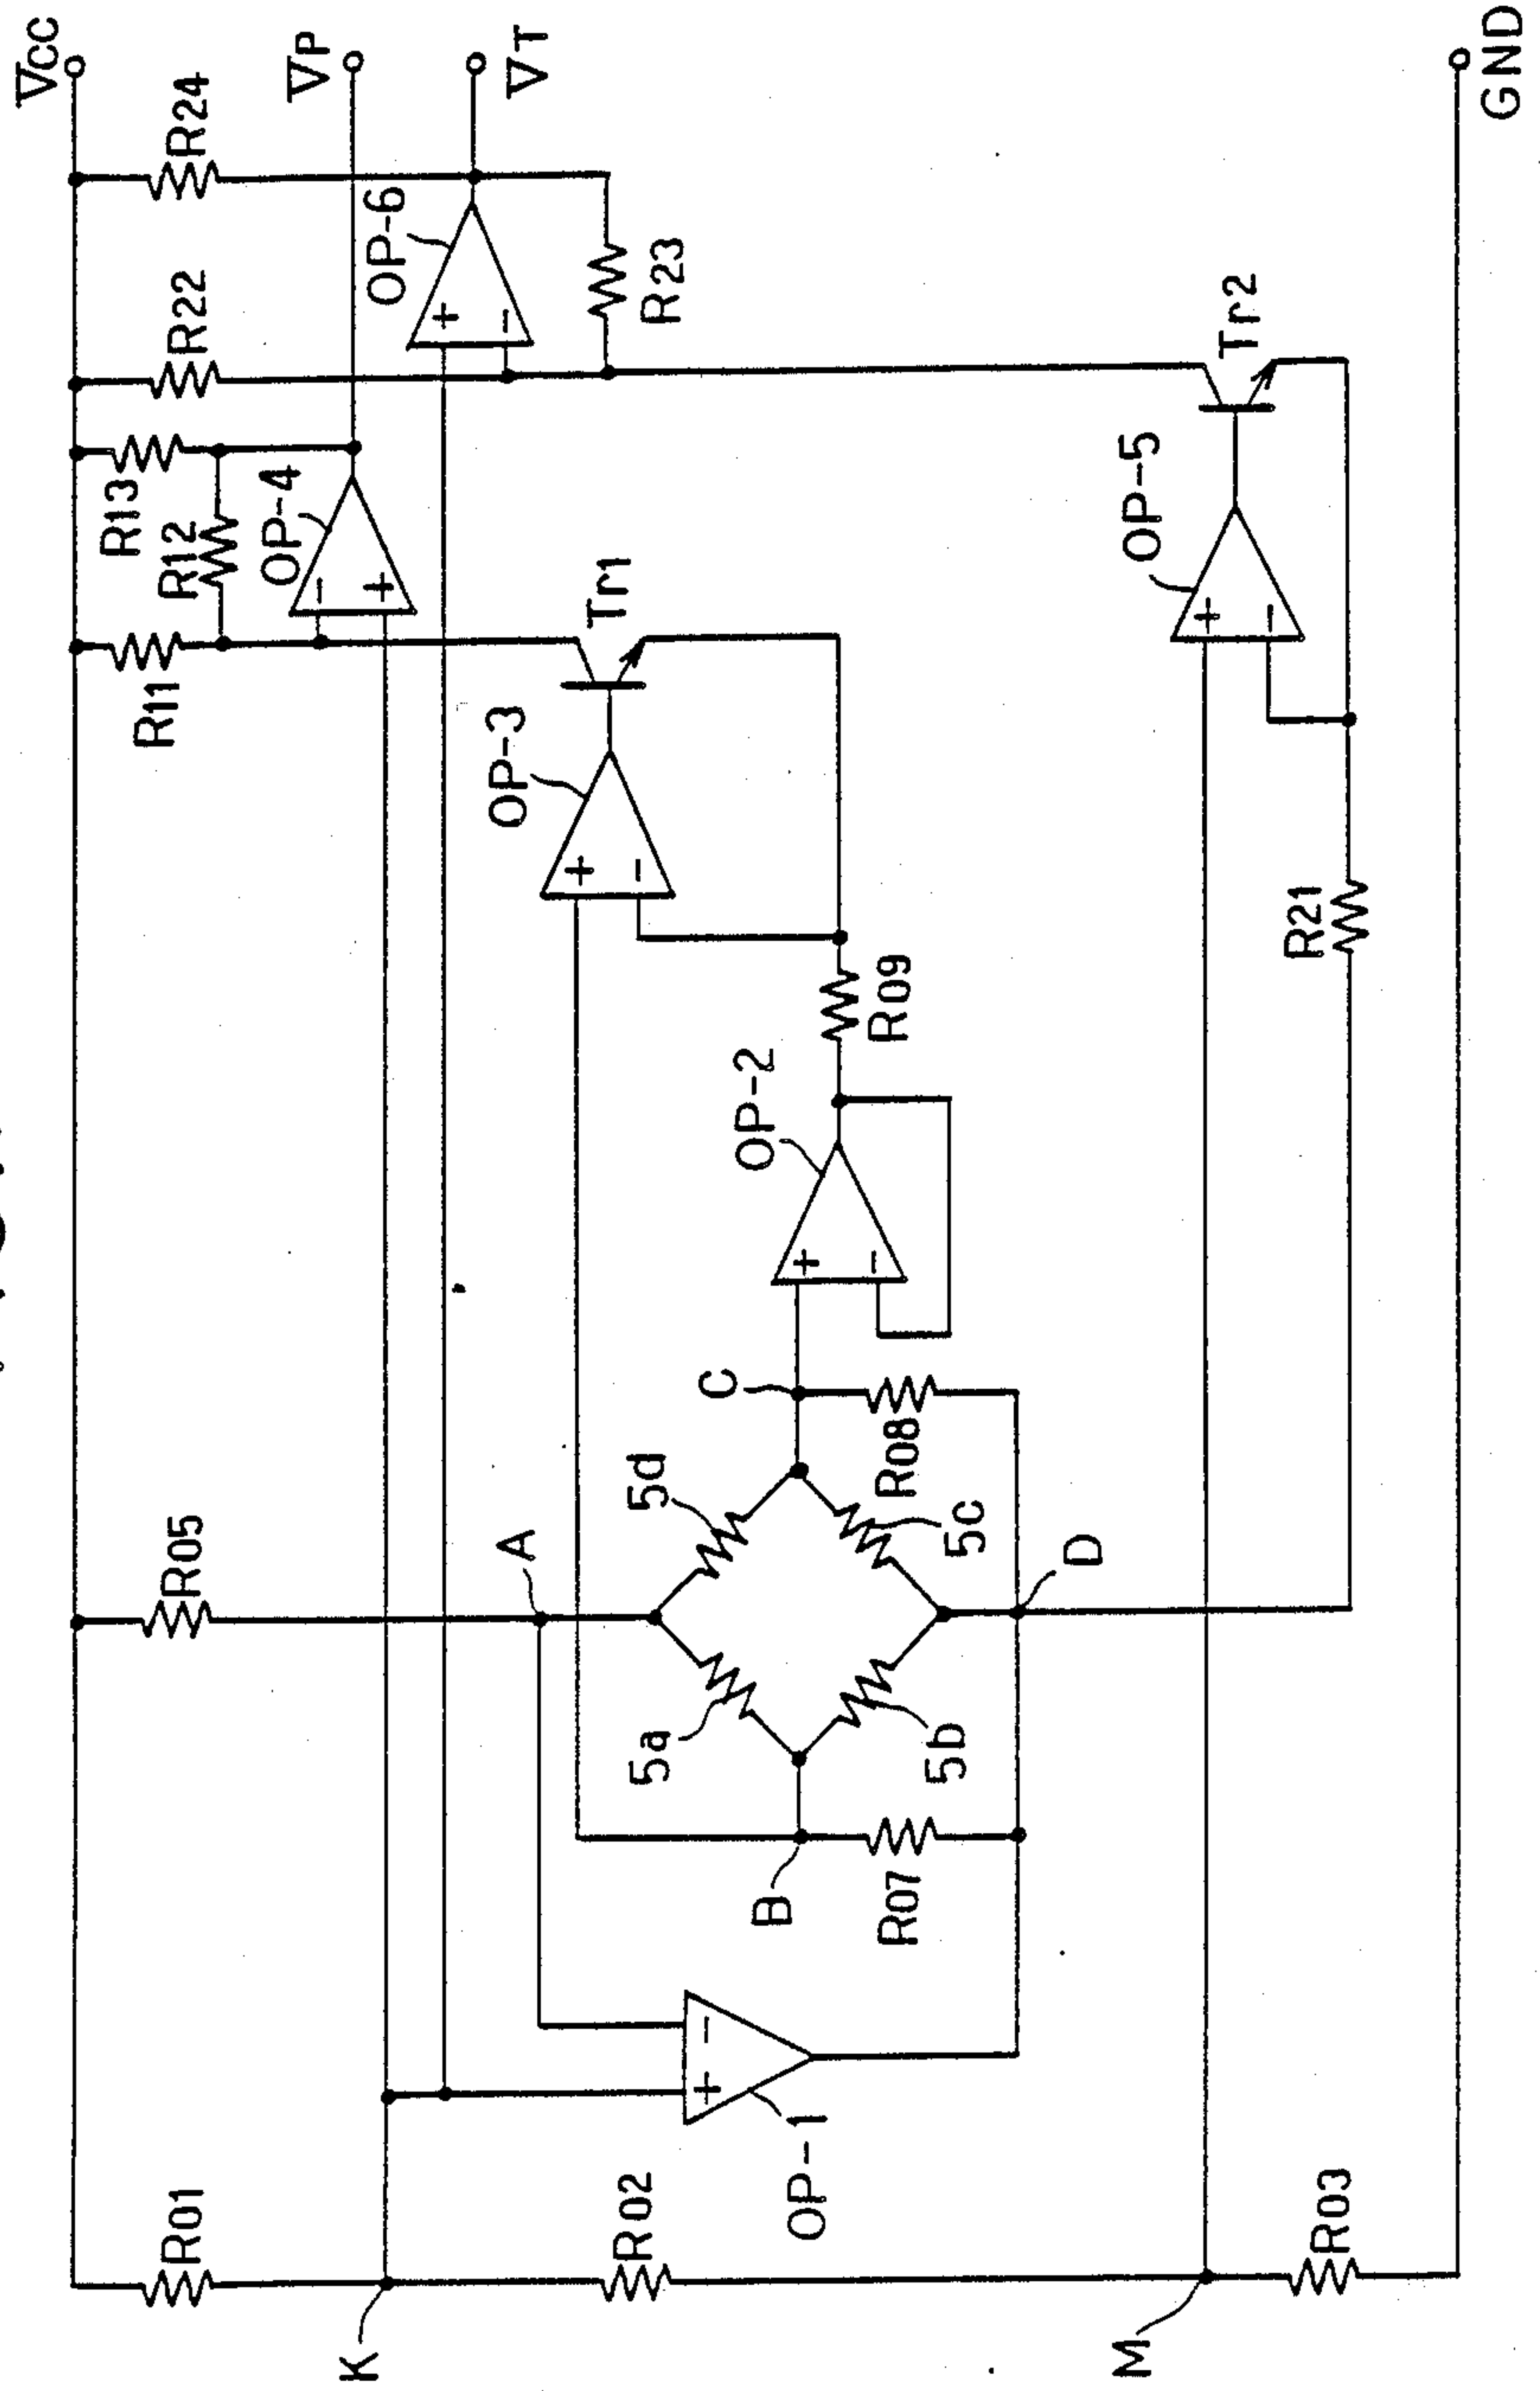 VCC
VP
VT
GND
R24
R22
R13
R12
R11
R23
OP-6
OP-4
+
-
-
+
Tr1
Tr2
OP-3
+
-
OP-5
+
-
R09
R21
OP-2
+
-
C
R08
5d
5c
R05
A
D
5a
5b
B
R07
-
+
OP-1
R01
R02
R03
K
M